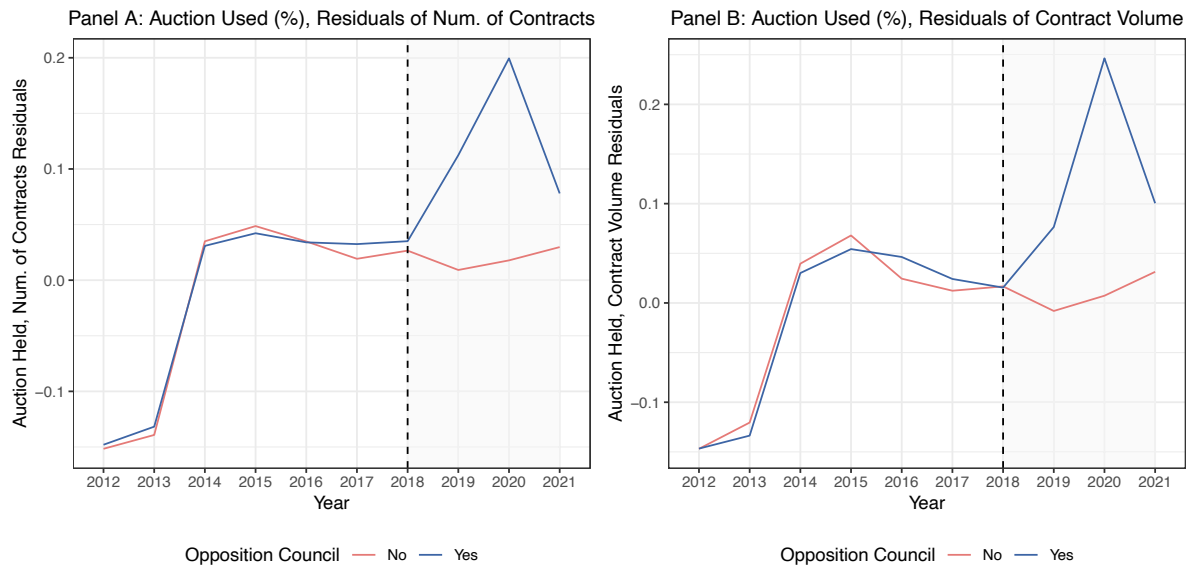 Panel A: Auction Used (%), Residuals of Num. of Contracts
Auction Held, Num. of Contracts Residuals
0.2
0.1
0.0
−0.1
2012 2013 2014 2015 2016 2017 2018 2019 2020 2021
Year
Opposition Council No Yes
Panel B: Auction Used (%), Residuals of Contract Volume
Auction Held, Contract Volume Residuals
0.2
0.1
0.0
−0.1
2012 2013 2014 2015 2016 2017 2018 2019 2020 2021
Year
Opposition Council No Yes